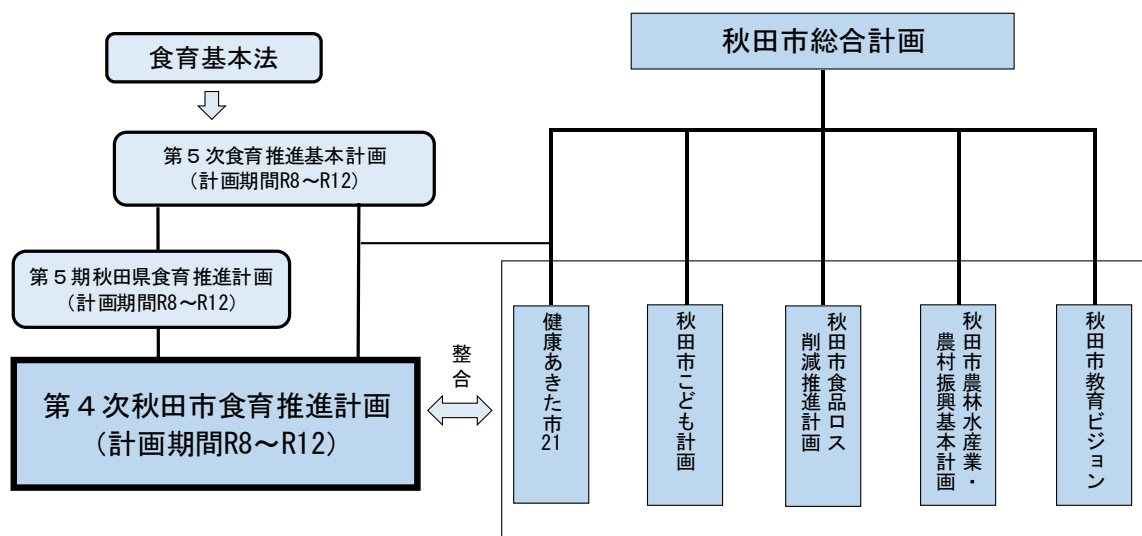 食育基本法
第５次食育推進基本計画
(計画期間R8～R12)
第５期秋田県食育推進計画
(計画期間R8～R12)
第４次秋田市食育推進計画
(計画期間R8～R12)
整合
秋田市総合計画
健康あきた市21
秋田市こども計画
秋田市食品ロス
削減推進計画
秋田市農林水産業・
農村振興基本計画
秋田市教育ビジョン